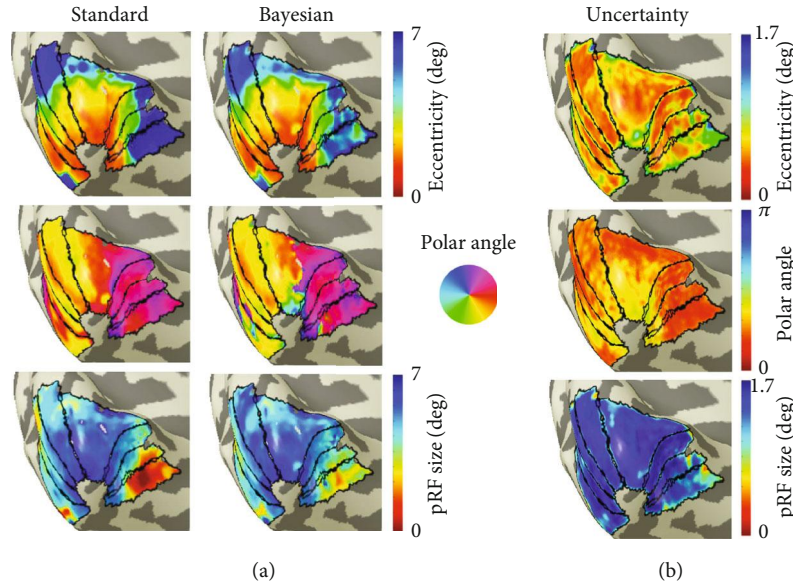 Standard Bayesian Uncertainty
7 1.7
Eccentricity (deg) Eccentricity (deg)
0 0
Polar angle π
Polar angle
0
7 1.7
pRF size (deg) pRF size (deg)
0 0
(a) (b)